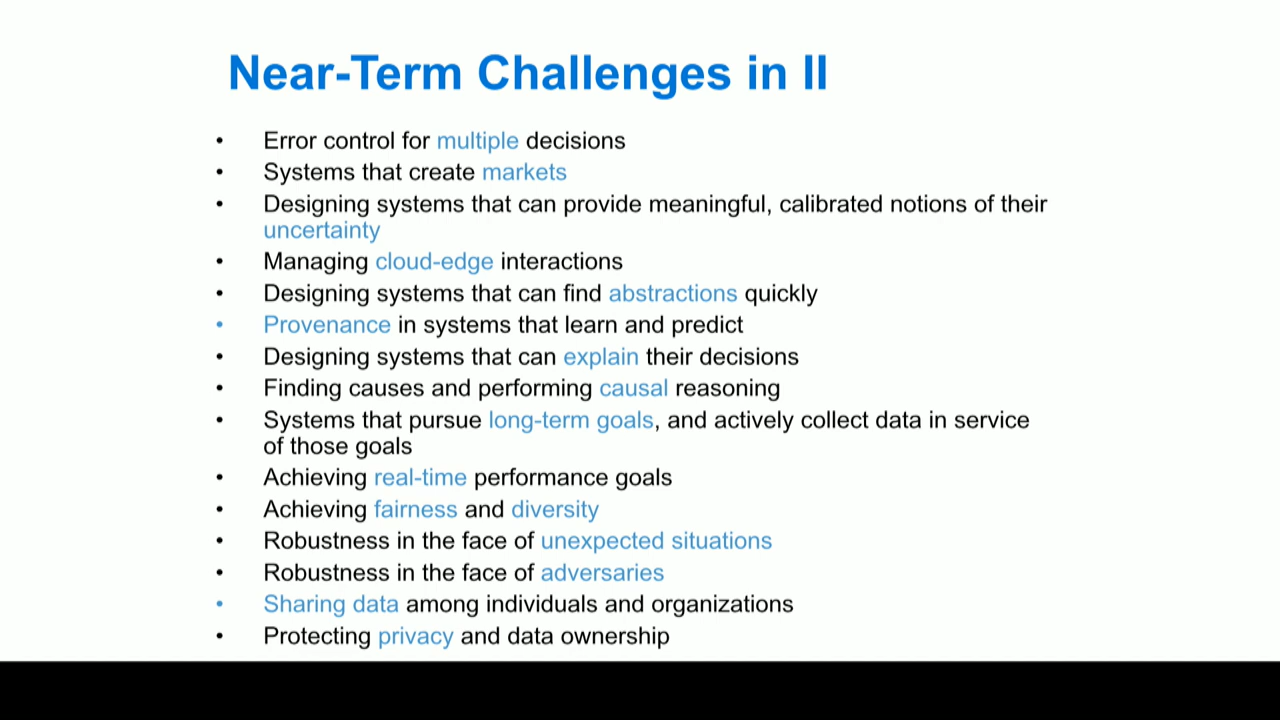 Near-Term Challenges in II
• Error control for multiple decisions
• Systems that create markets
• Designing systems that can provide meaningful, calibrated notions of their
uncertainty
• Managing cloud-edge interactions
• Designing systems that can find abstractions quickly
• Provenance in systems that learn and predict
• Designing systems that can explain their decisions
• Finding causes and performing causal reasoning
• Systems that pursue long-term goals, and actively collect data in service
of those goals
• Achieving real-time performance goals
• Achieving fairness and diversity
• Robustness in the face of unexpected situations
• Robustness in the face of adversaries
• Sharing data among individuals and organizations
• Protecting privacy and data ownership